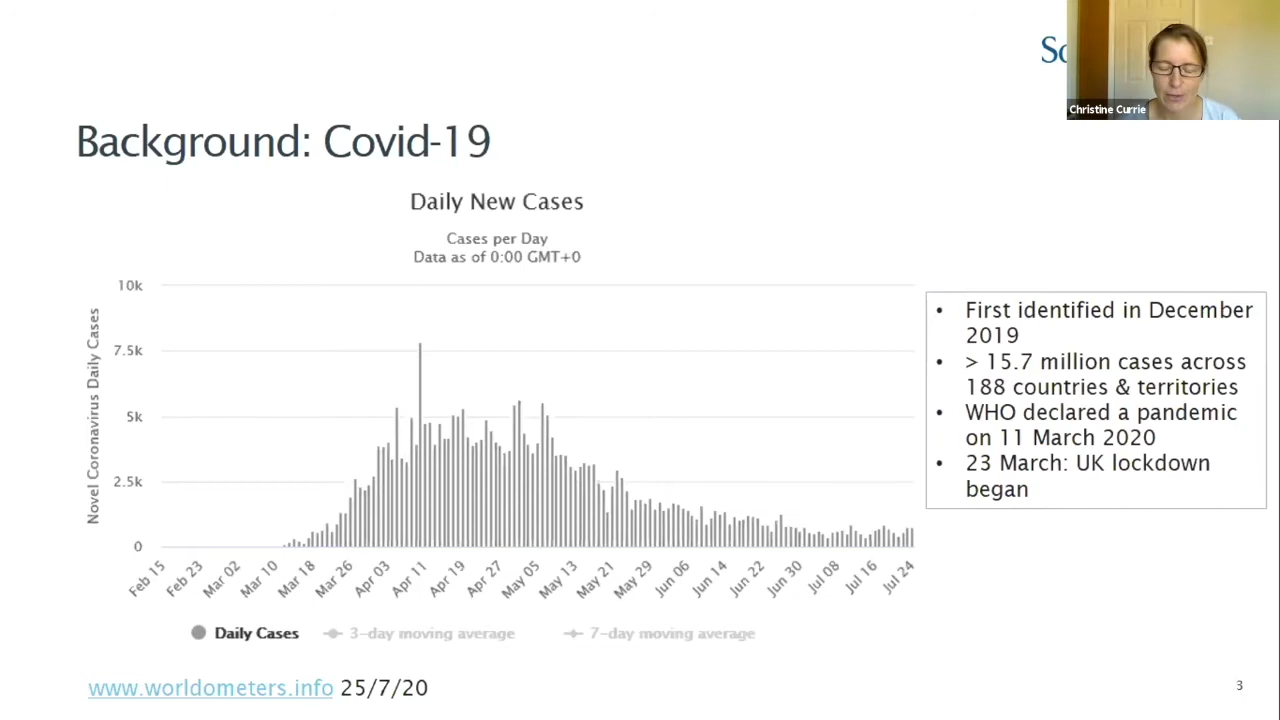 So
Christine Currie
Background: Covid-19
Daily New Cases
Cases per Day
Data as of 0:00 GMT+0
Novel Coronavirus Daily Cases
10k
7.5k
5k
2.5k
0
Feb 15
Feb 23
Mar 02
Mar 10
Mar 18
Mar 26
Apr 03
Apr 11
Apr 19
Apr 27
May 05
May 13
May 21
May 29
Jun 06
Jun 14
Jun 22
Jun 30
Jul 08
Jul 16
Jul 24
Daily Cases
3-day moving average
7-day moving average
• First identified in December
2019
• > 15.7 million cases across
188 countries & territories
• WHO declared a pandemic
on 11 March 2020
• 23 March: UK lockdown
began
www.worldometers.info 25/7/20
3